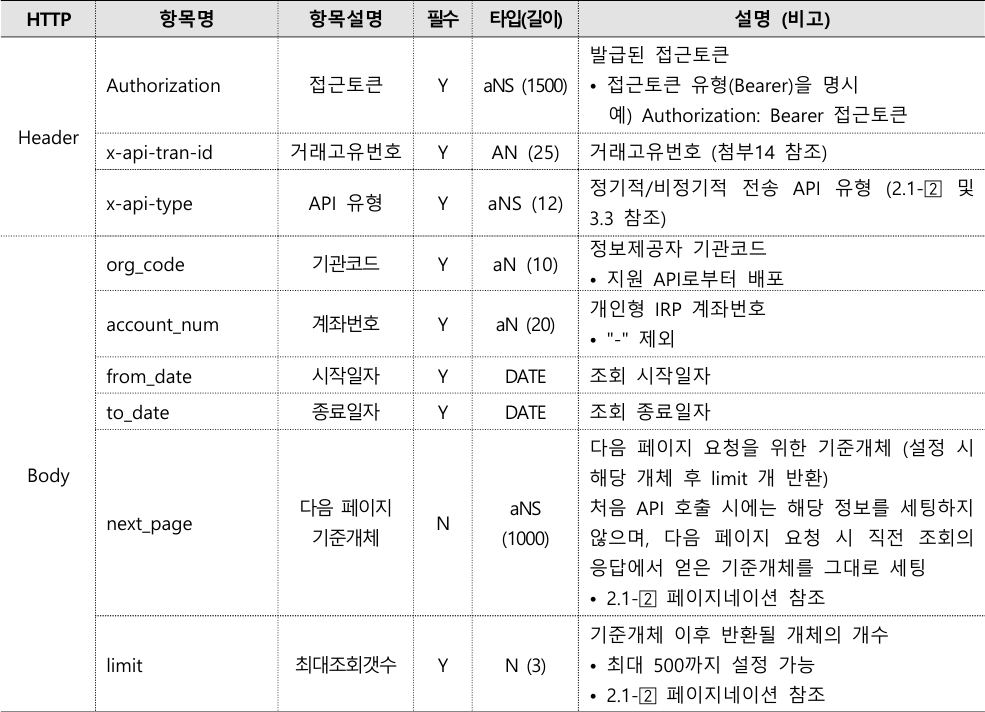 HTTP 항목명 항목설명 필수 타입(길이) 설명 (비고)
Header
Authorization 접근토큰 Y aNS (1500) 발급된 접근토큰
• 접근토큰 유형(Bearer)을 명시
예) Authorization: Bearer 접근토큰
x-api-tran-id 거래고유번호 Y AN (25) 거래고유번호 (첨부14 참조)
x-api-type API 유형 Y aNS (12) 정기적/비정기적 전송 API 유형 (2.1-② 및
3.3 참조)
Body
org_code 기관코드 Y aN (10) 정보제공자 기관코드
• 지원 API로부터 배포
account_num 계좌번호 Y aN (20) 개인형 IRP 계좌번호
• "-" 제외
from_date 시작일자 Y DATE 조회 시작일자
to_date 종료일자 Y DATE 조회 종료일자
next_page 다음 페이지
기준개체 N aNS
(1000) 다음 페이지 요청을 위한 기준개체 (설정 시
해당 개체 후 limit 개 반환)
처음 API 호출 시에는 해당 정보를 세팅하지
않으며, 다음 페이지 요청 시 직전 조회의
응답에서 얻은 기준개체를 그대로 세팅
• 2.1-② 페이지네이션 참조
limit 최대조회갯수 Y N (3) 기준개체 이후 반환될 개체의 개수
• 최대 500까지 설정 가능
• 2.1-② 페이지네이션 참조